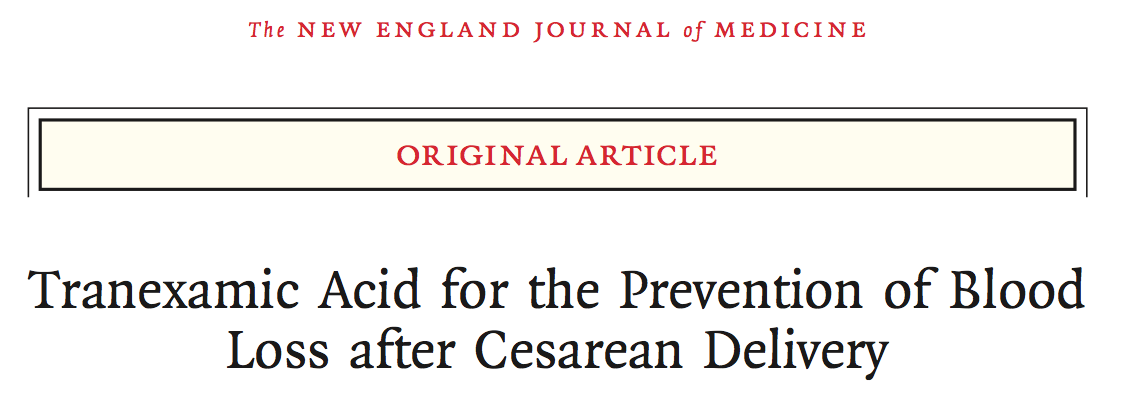 The NEW ENGLAND JOURNAL of MEDICINE
ORIGINAL ARTICLE
Tranexamic Acid for the Prevention of Blood
Loss after Cesarean Delivery